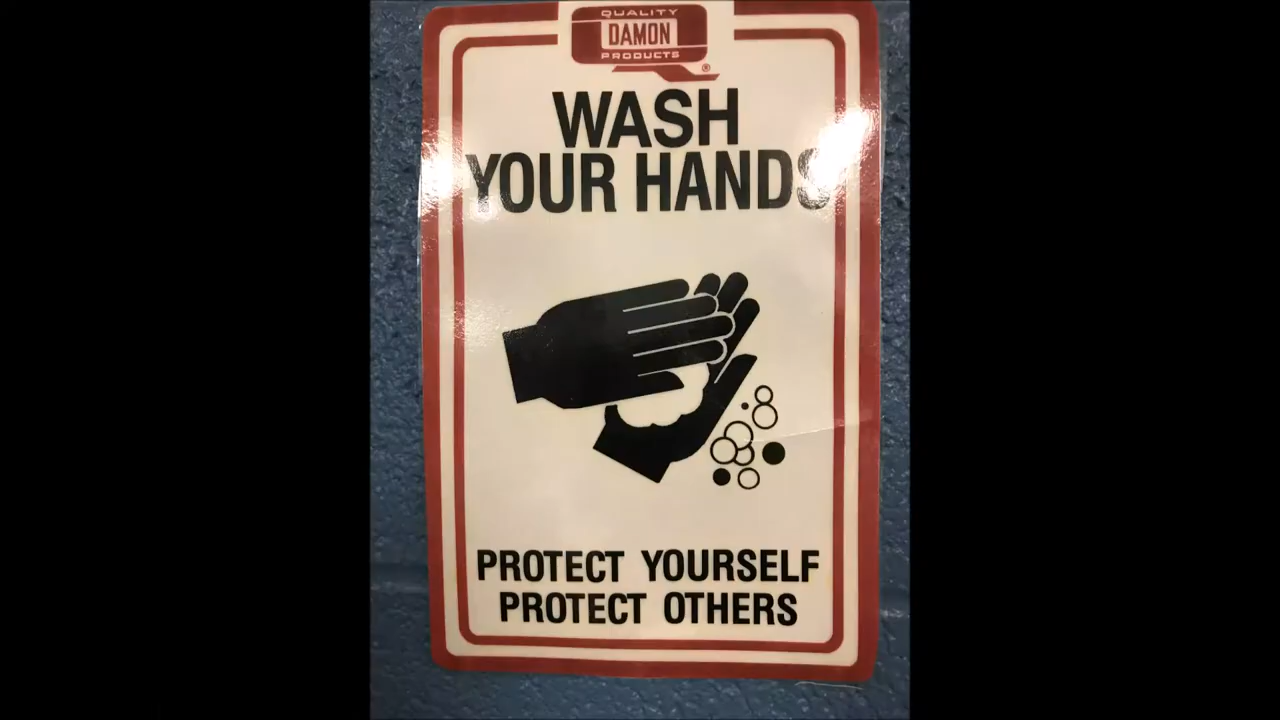 QUALITY
DAMON
PRODUCTS
®
WASH
YOUR HANDS
PROTECT YOURSELF
PROTECT OTHERS